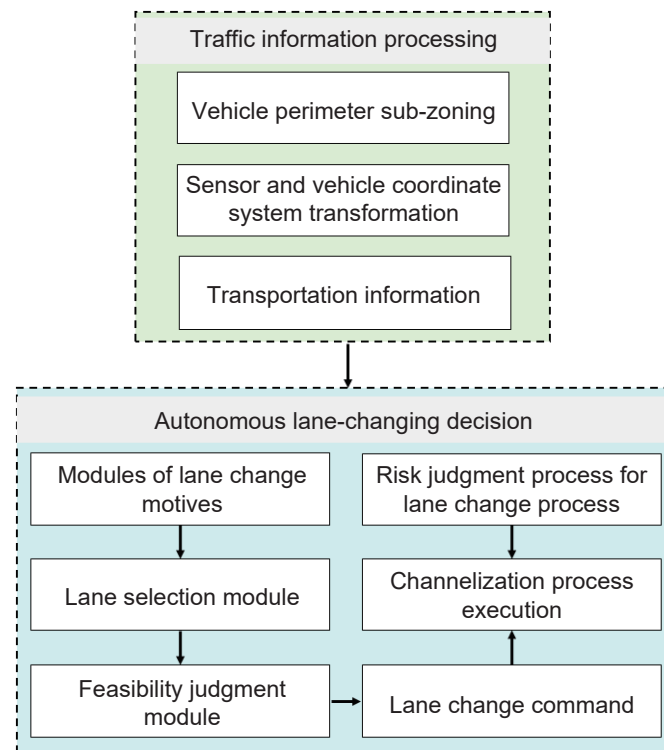 Traffic information processing
Vehicle perimeter sub-zoning
Sensor and vehicle coordinate
system transformation
Transportation information
Autonomous lane-changing decision
Modules of lane change
motives
Lane selection module
Feasibility judgment
module
Risk judgment process for
lane change process
Channelization process
execution
Lane change command